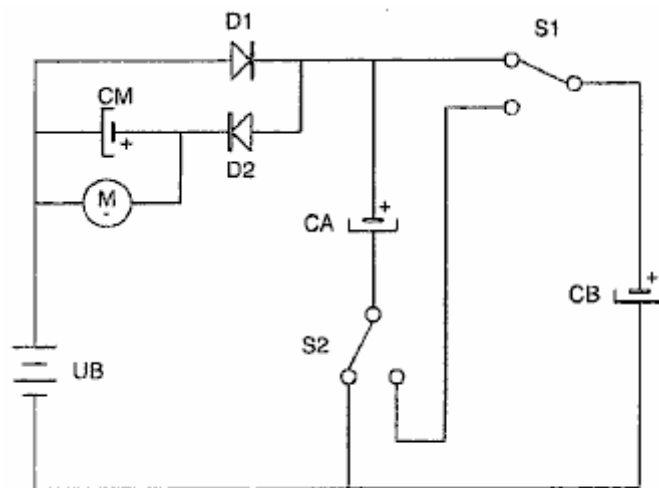 D1
S1
CM
+
D2
M
-
+
CA
+
CB
S2
UB